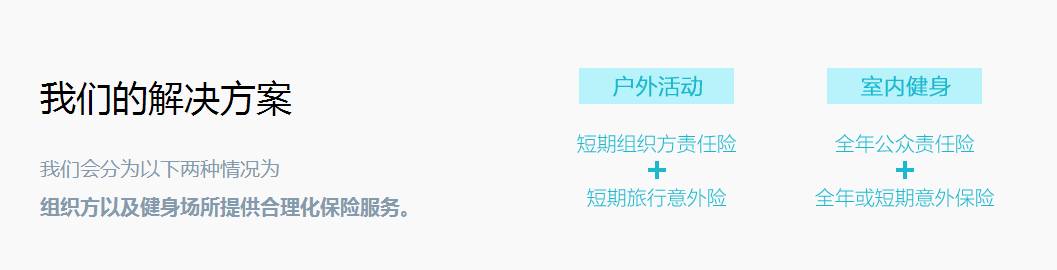 我们的解决方案
我们会分为以下两种情况为
组织方以及健身场所提供合理化保险服务。
户外活动
短期组织方责任险
+
短期旅行意外险
室内健身
全年公众责任险
+
全年或短期意外保险